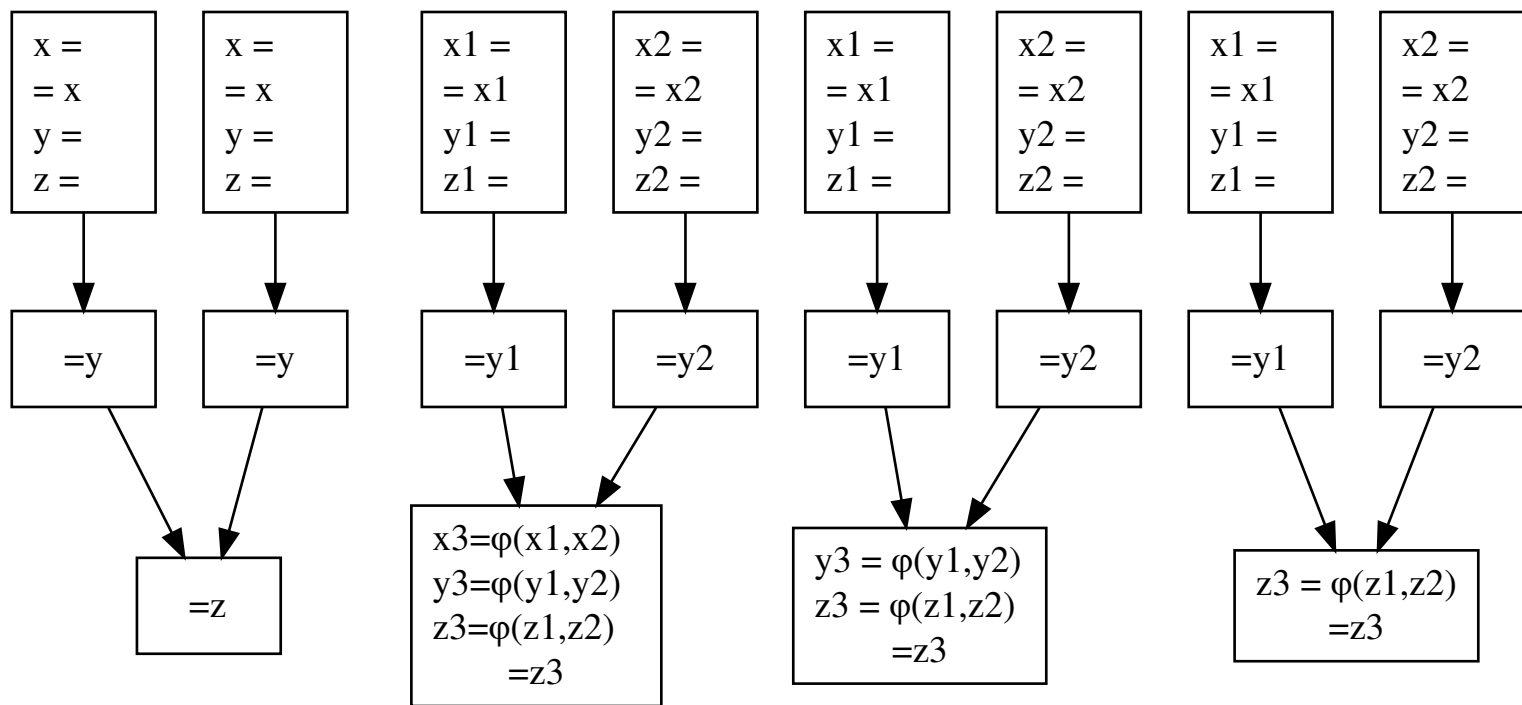 x =
= x
y =
z =
x =
= x
y =
z =
=y
=y
=z
x1 =
= x1
y1 =
z1 =
x2 =
= x2
y2 =
z2 =
=y1
=y2
x3=φ(x1,x2)
y3=φ(y1,y2)
z3=φ(z1,z2)
=z3
x1 =
= x1
y1 =
z1 =
x2 =
= x2
y2 =
z2 =
=y1
=y2
y3 = φ(y1,y2)
z3 = φ(z1,z2)
=z3
x1 =
= x1
y1 =
z1 =
x2 =
= x2
y2 =
z2 =
=y1
=y2
z3 = φ(z1,z2)
=z3